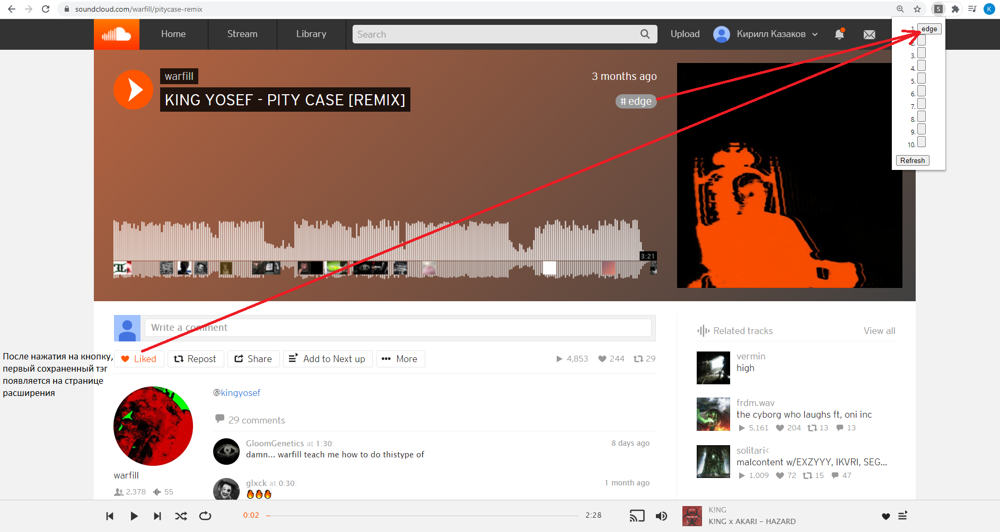 soundcloud.com/warfill/pitycase-remix
S
K
Home
Stream
Library
Search
Upload
Кирилл Казаков
1. edge
2.
3.
4.
5.
6.
7.
8.
9.
10.
Refresh
warfill
3 months ago
KING YOSEF - PITY CASE [REMIX]
# edge
3:21
Write a comment
Liked
Repost
Share
Add to Next up
More
4,853
244
29
После нажатия на кнопку,
первый сохраненный тэг
появляется на странице
расширения
@kingyosef
29 comments
GloomGenetics at 1:30:
8 days ago
damn... warfill teach me how to do thistype of
glxck at 0:30:
1 month ago
🔥🔥🔥
warfill
2,378
55
Related tracks
View all
vermin
high
frdm.wav
the cyborg who laughs ft, oni inc
5,161
204
13
13
solitari<
malcontent w/EXZYYY, IKVRI, SEG...
1,009
72
15
47
0:02
2:28
K!NG
K!NG x AKARI - HAZARD